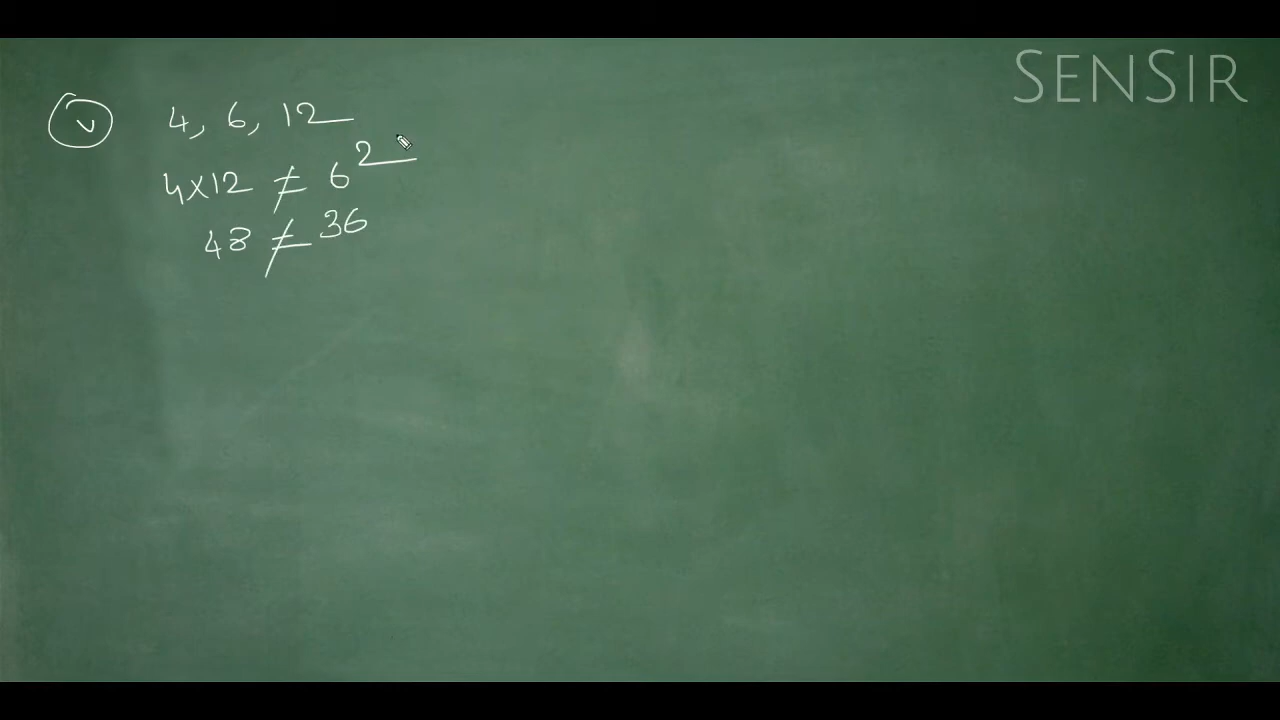 SENSIR
(v) 4, 6, 12
4×12 ≠ 6²
48 ≠ 36